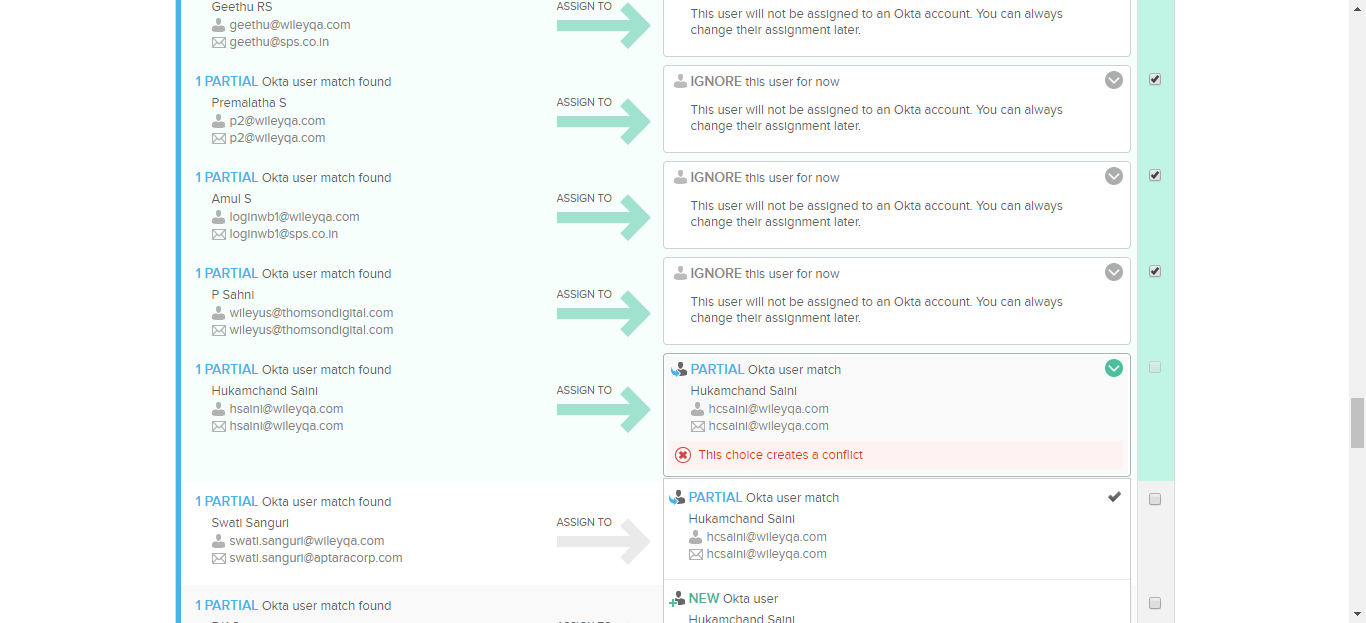 Geethu RS
geethu@wileyqa.com
geethu@sps.co.in
ASSIGN TO
This user will not be assigned to an Okta account. You can always
change their assignment later.
1 PARTIAL Okta user match found
Premalatha S
p2@wileyqa.com
p2@wileyqa.com
ASSIGN TO
IGNORE this user for now
This user will not be assigned to an Okta account. You can always
change their assignment later.
1 PARTIAL Okta user match found
Amul S
loginwb1@wileyqa.com
loginwb1@sps.co.in
ASSIGN TO
IGNORE this user for now
This user will not be assigned to an Okta account. You can always
change their assignment later.
1 PARTIAL Okta user match found
P Sahni
wileyus@thomsondigital.com
wileyus@thomsondigital.com
ASSIGN TO
IGNORE this user for now
This user will not be assigned to an Okta account. You can always
change their assignment later.
1 PARTIAL Okta user match found
Hukamchand Saini
hsaini@wileyqa.com
hsaini@wileyqa.com
ASSIGN TO
PARTIAL Okta user match
Hukamchand Saini
hcsaini@wileyqa.com
hcsaini@wileyqa.com
This choice creates a conflict
1 PARTIAL Okta user match found
Swati Sanguri
swati.sanguri@wileyqa.com
swati.sanguri@aptaracorp.com
ASSIGN TO
PARTIAL Okta user match
Hukamchand Saini
hcsaini@wileyqa.com
hcsaini@wileyqa.com
1 PARTIAL Okta user match found
NEW Okta user
Hukamchand Saini